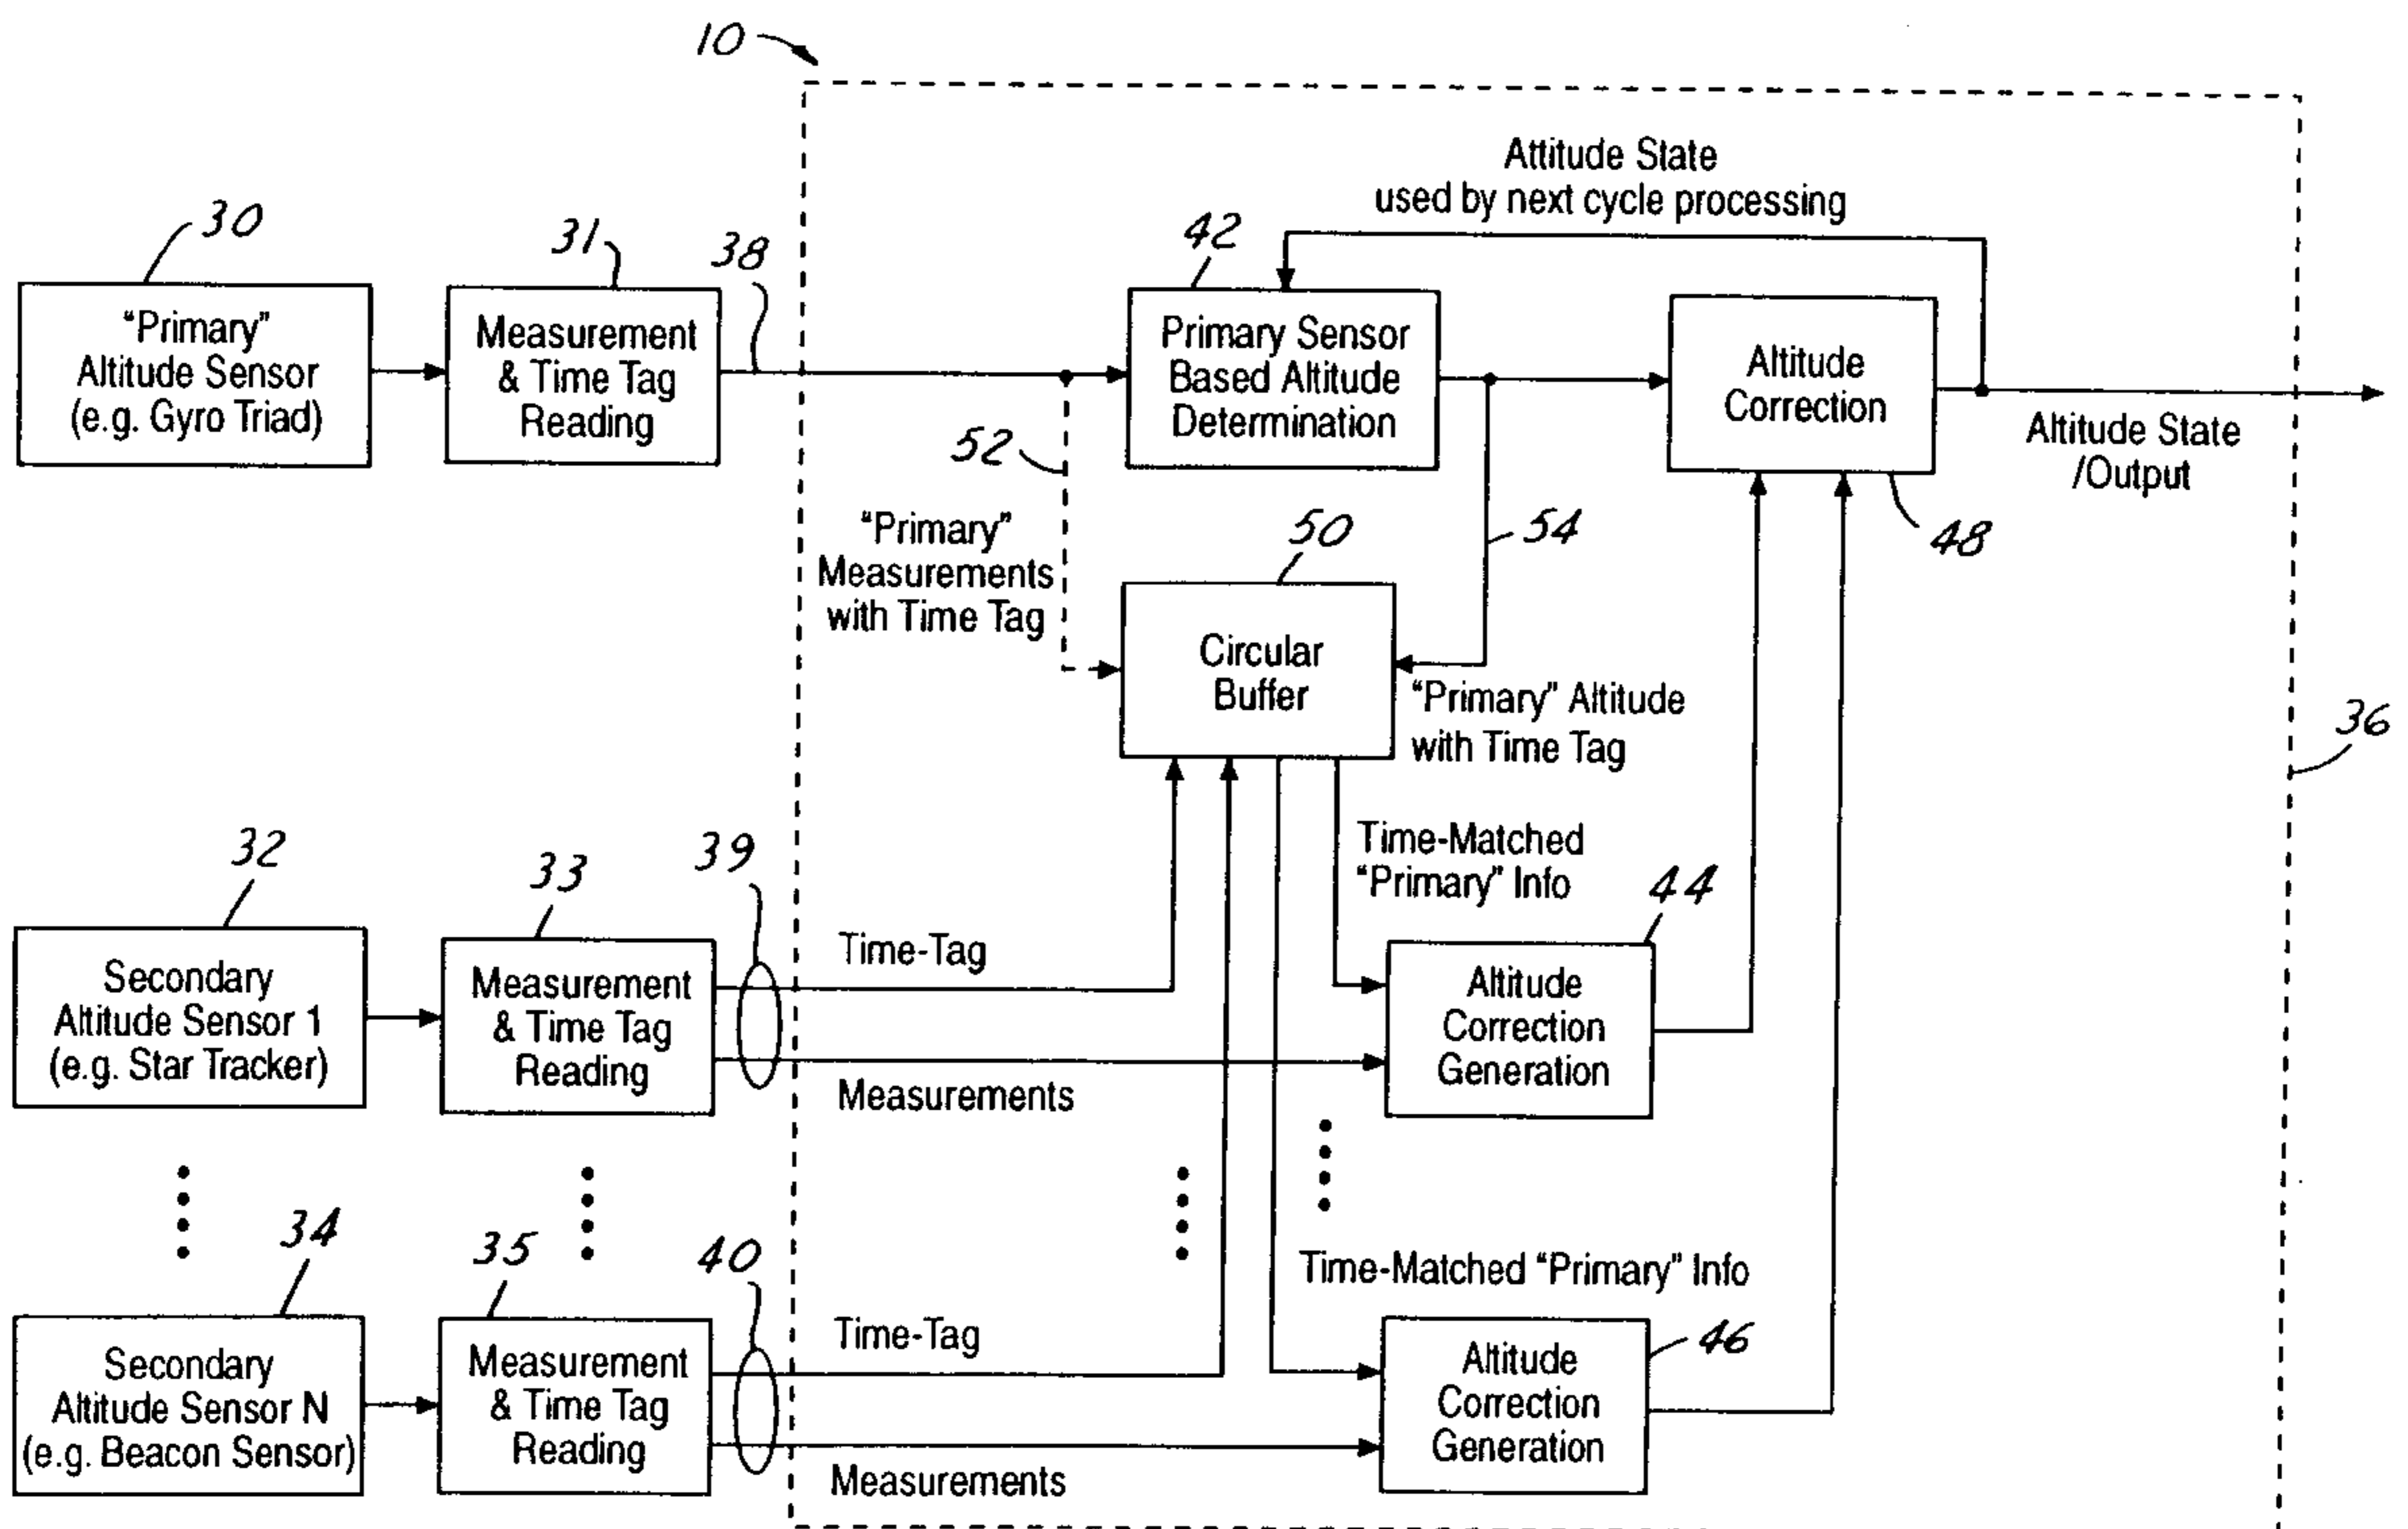 10
Attitude State
used by next cycle processing
30
31
38
42
"Primary"
Altitude Sensor
(e.g. Gyro Triad)
Measurement
& Time Tag
Reading
Primary Sensor
Based Altitude
Determination
Altitude
Correction
Altitude State
/Output
52
"Primary"
Measurements
with Time Tag
50
54
48
Circular
Buffer
"Primary" Altitude
with Time Tag
36
32
33
39
Time-Matched
"Primary" Info
44
Secondary
Altitude Sensor 1
(e.g. Star Tracker)
Measurement
& Time Tag
Reading
Time-Tag
Measurements
Altitude
Correction
Generation
34
35
40
Time-Matched "Primary" Info
46
Secondary
Altitude Sensor N
(e.g. Beacon Sensor)
Measurement
& Time Tag
Reading
Time-Tag
Measurements
Altitude
Correction
Generation